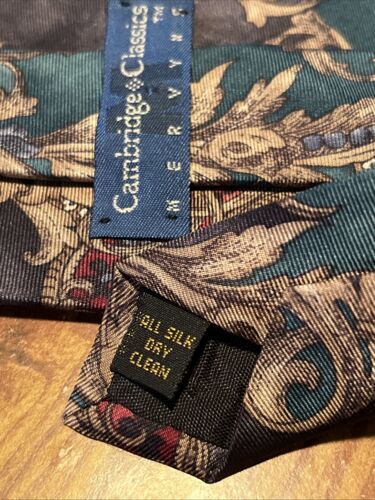 Cambridge Classics™
MERVYNS
ALL SILK
DRY
CLEAN